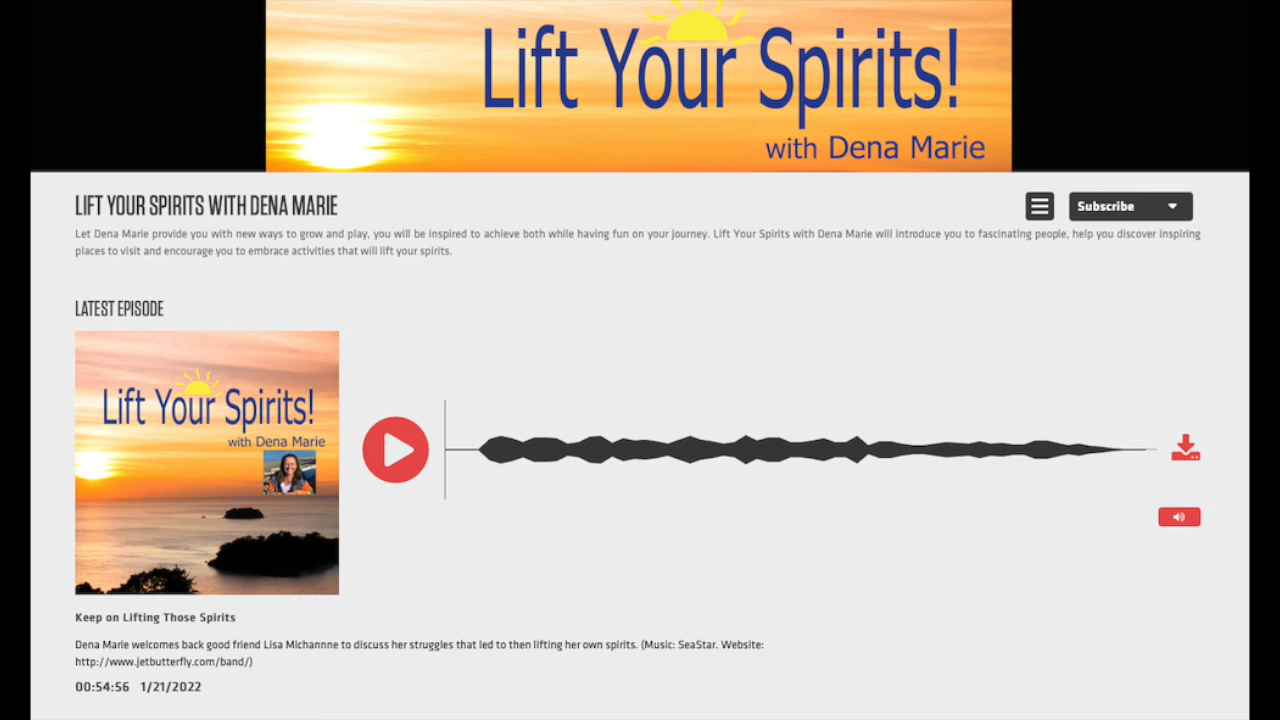 Lift Your Spirits!
with Dena Marie
LIFT YOUR SPIRITS WITH DENA MARIE
Subscribe
Let Dena Marie provide you with new ways to grow and play, you will be inspired to achieve both while having fun on your journey. Lift Your Spirits with Dena Marie will introduce you to fascinating people, help you discover inspiring
places to visit and encourage you to embrace activities that will lift your spirits.
LATEST EPISODE
Lift Your Spirits!
with Dena Marie
Keep on Lifting Those Spirits
Dena Marie welcomes back good friend Lisa Michannne to discuss her struggles that led to then lifting her own spirits. (Music: SeaStar. Website:
http://www.jetbutterfly.com/band/)
00:54:56 1/21/2022